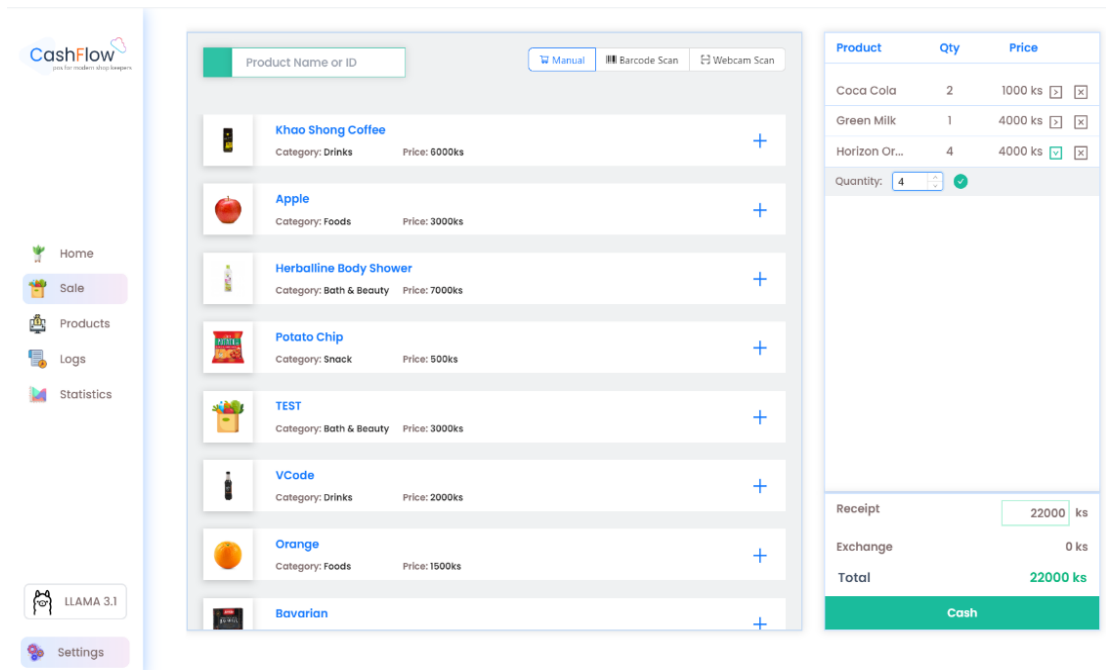 CashFlow
pos for modern shop-keepers
Home
Sale
Products
Logs
Statistics
LLAMA 3.1
Settings
Product Name or ID
Manual
Barcode Scan
Webcam Scan
Khao Shong Coffee
Category: Drinks Price: 6000ks
Apple
Category: Foods Price: 3000ks
Herballine Body Shower
Category: Bath & Beauty Price: 7000ks
Potato Chip
Category: Snack Price: 500ks
TEST
Category: Bath & Beauty Price: 3000ks
VCode
Category: Drinks Price: 2000ks
Orange
Category: Foods Price: 1500ks
Bavarian
Product Qty Price
Coca Cola 2 1000 ks
Green Milk 1 4000 ks
Horizon Or... 4 4000 ks
Quantity: 4
Receipt 22000 ks
Exchange 0 ks
Total 22000 ks
Cash